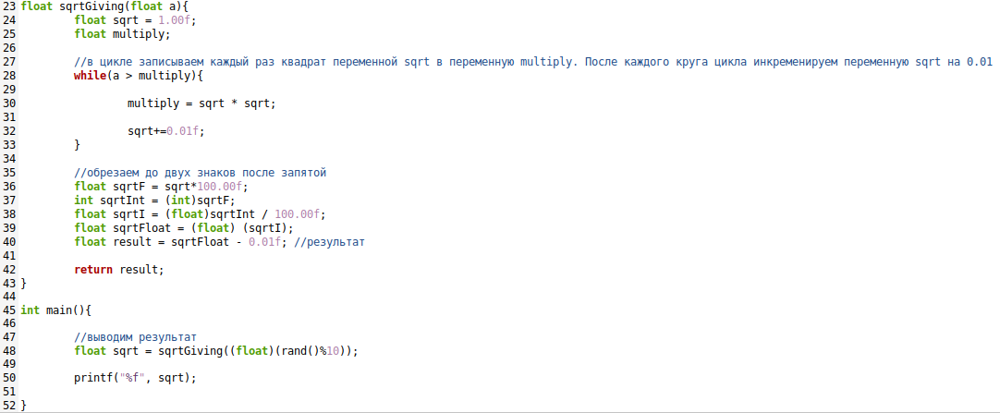 23 float sqrtGiving(float a){
24         float sqrt = 1.00f;
25         float multiply;
26
27         //в цикле записываем каждый раз квадрат переменной sqrt в переменную multiply. После каждого круга цикла инкременируем переменную sqrt на 0.01
28         while(a > multiply){
29
30                 multiply = sqrt * sqrt;
31
32                 sqrt+=0.01f;
33         }
34
35         //обрезаем до двух знаков после запятой
36         float sqrtF = sqrt*100.00f;
37         int sqrtInt = (int)sqrtF;
38         float sqrtI = (float)sqrtInt / 100.00f;
39         float sqrtFloat = (float) (sqrtI);
40         float result = sqrtFloat - 0.01f; //результат
41
42         return result;
43 }
44
45 int main(){
46
47         //выводим результат
48         float sqrt = sqrtGiving((float)(rand()%10));
49
50         printf("%f", sqrt);
51
52 }